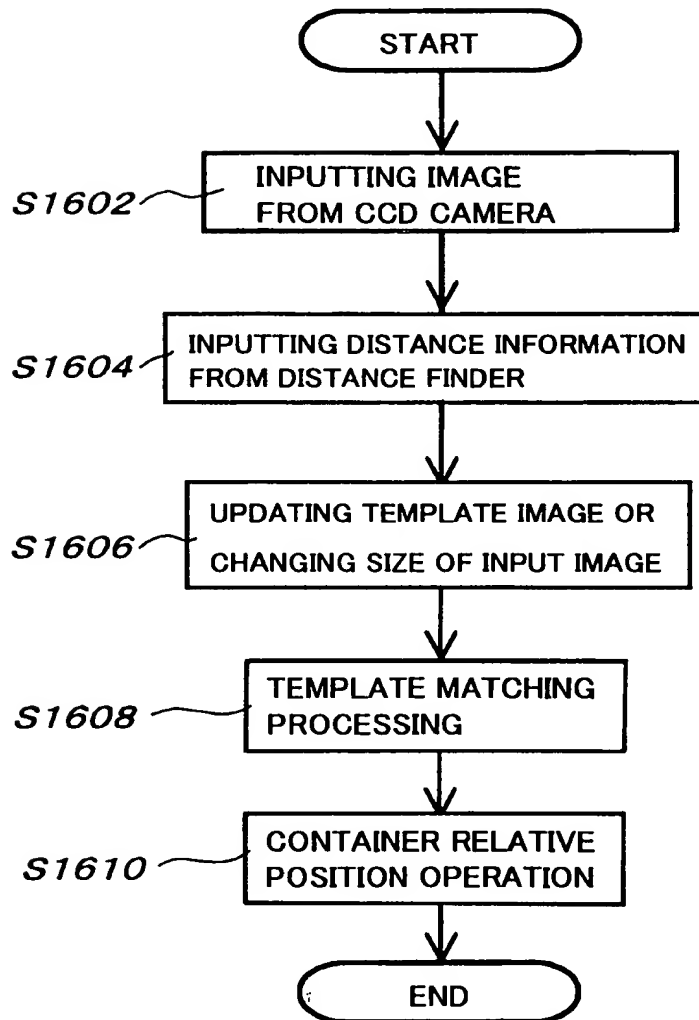 START
S1602
INPUTTING IMAGE
FROM CCD CAMERA
S1604
INPUTTING DISTANCE INFORMATION
FROM DISTANCE FINDER
S1606
UPDATING TEMPLATE IMAGE OR
CHANGING SIZE OF INPUT IMAGE
S1608
TEMPLATE MATCHING
PROCESSING
S1610
CONTAINER RELATIVE
POSITION OPERATION
END